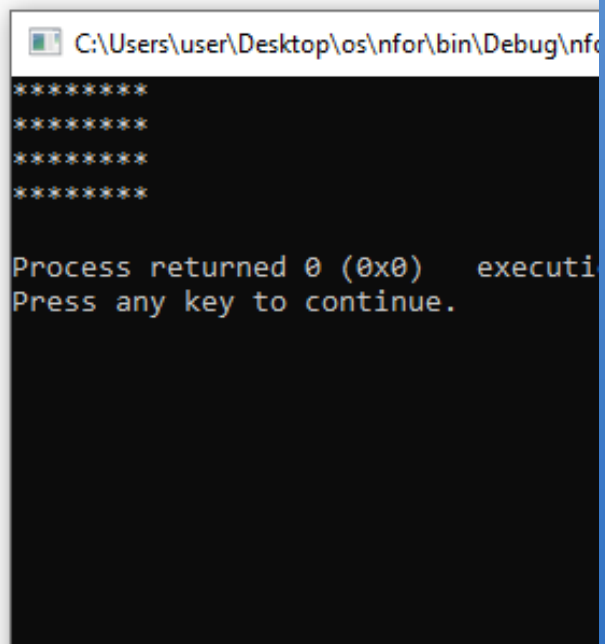 C:\Users\user\Desktop\os\nfor\bin\Debug\nfo
********
********
********
********
Process returned 0 (0x0)   executi
Press any key to continue.